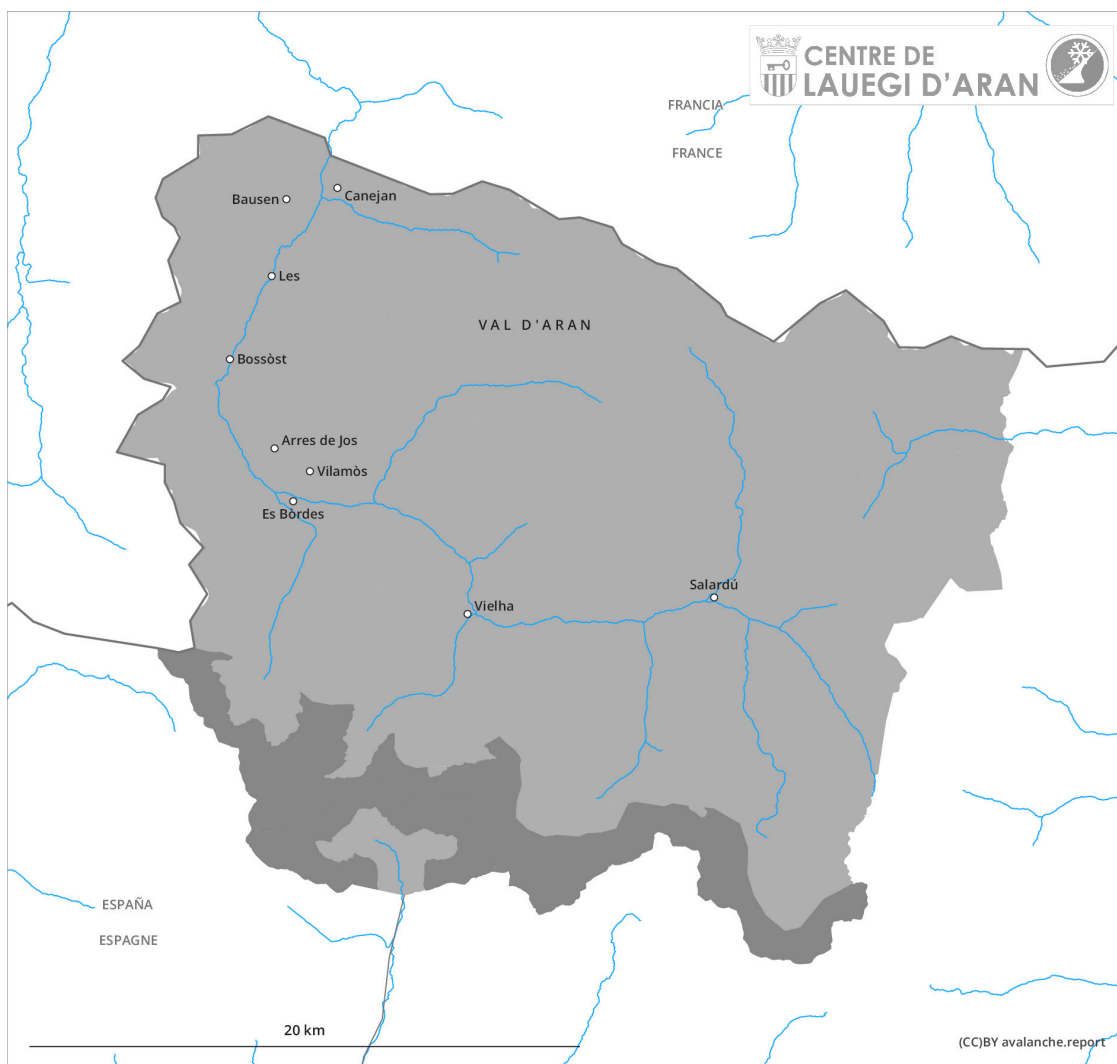 CENTRE DE
LAUEGI D'ARAN
FRANCIA
FRANCE
Canejan
Bausen
Les
VAL D'ARAN
Bossòst
Arres de Jos
Vilamòs
Es Bòrdes
Salardú
Vielha
ESPAÑA
ESPAGNE
20 km
(CC)BY avalanche.report